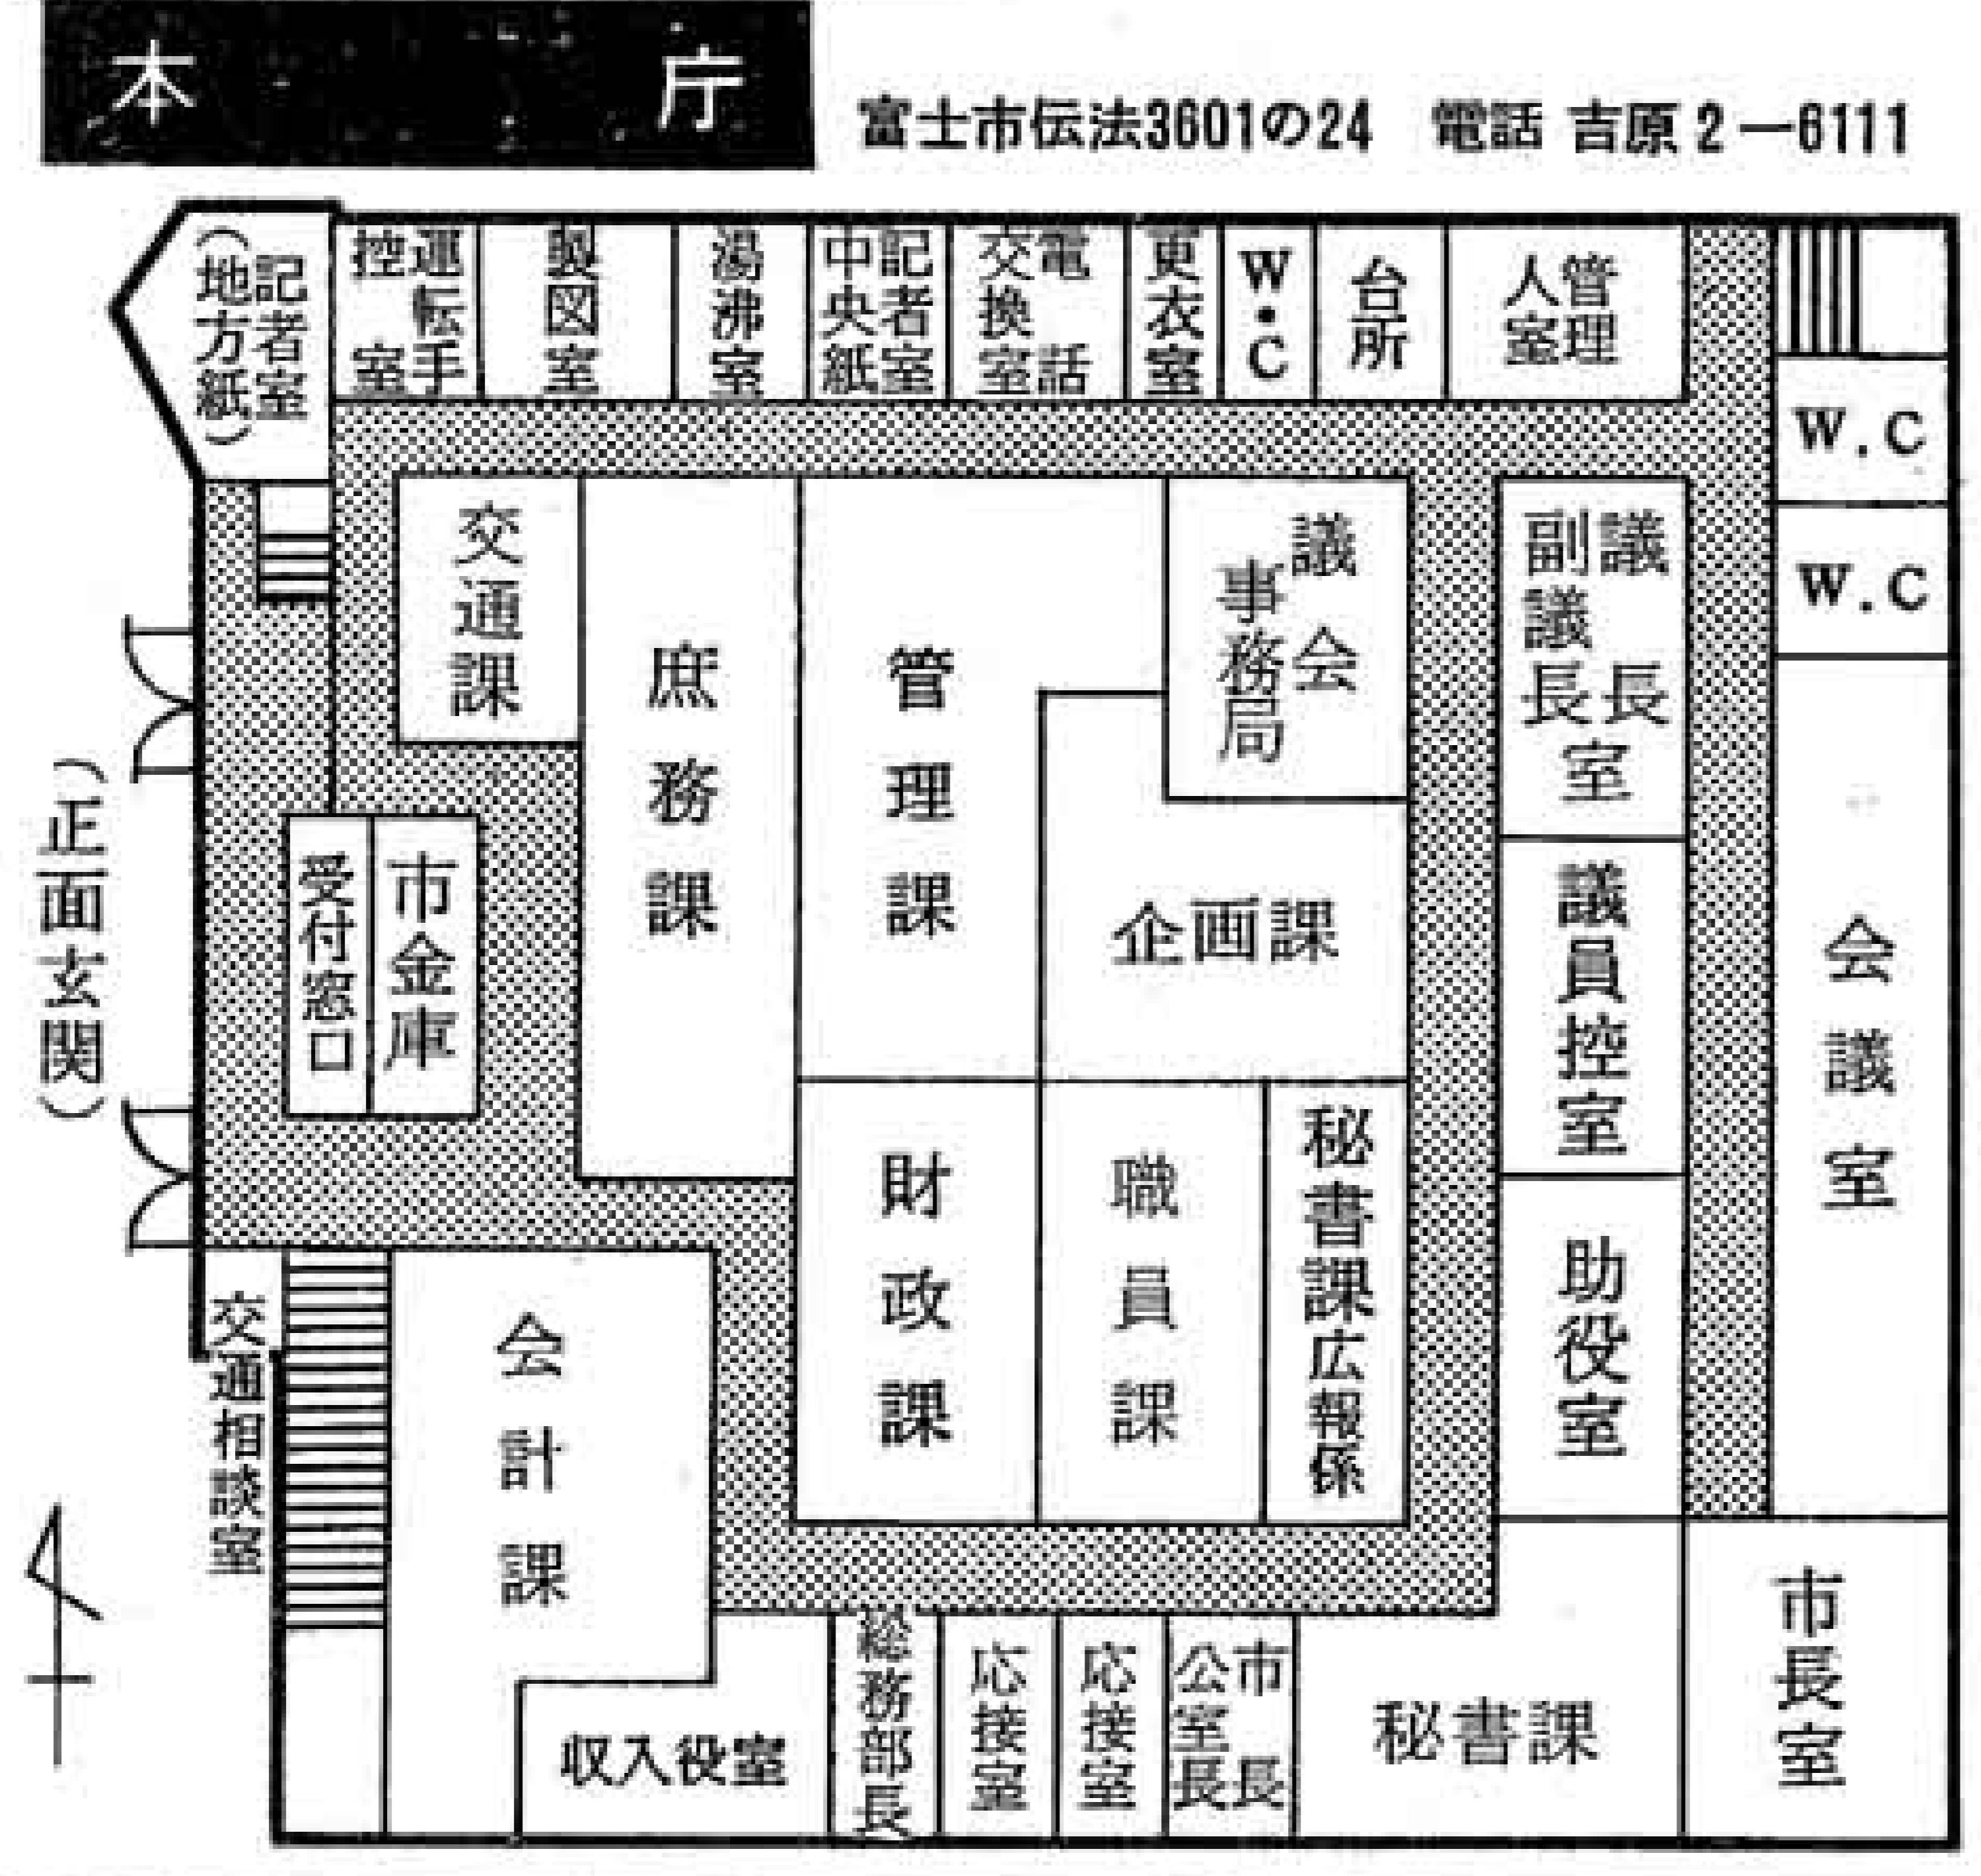 本庁
富士市伝法3601の24 電話 吉原2―6111
記者室
(地方紙)
運転手
控室
製図室
湯沸室
記者室
中央紙
電話
交換室
更衣室
W・C
台所
管理
人室
W.C
W.C
交通課
庶務課
管理課
議会
事務局
議長
副議長室
(正面玄関)
受付窓口
市金庫
企画課
議員控室
会議室
財政課
職員課
秘書課広報係
助役室
交通相談室
会計課
収入役室
総務部長
応接室
応接室
市長
公室長
秘書課
市長室